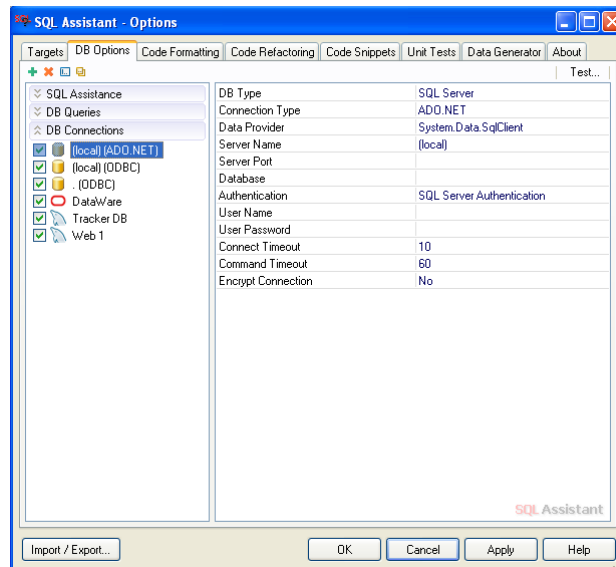 SQL Assistant - Options
Targets DB Options Code Formatting Code Refactoring Code Snippets Unit Tests Data Generator About
Test...
SQL Assistance
DB Queries
DB Connections
(local) (ADO.NET)
(local) (ODBC)
. (ODBC)
DataWare
Tracker DB
Web 1
DB Type SQL Server
Connection Type ADO.NET
Data Provider System.Data.SqlClient
Server Name (local)
Server Port
Database
Authentication SQL Server Authentication
User Name
User Password
Connect Timeout 10
Command Timeout 60
Encrypt Connection No
SQL Assistant
Import / Export... OK Cancel Apply Help